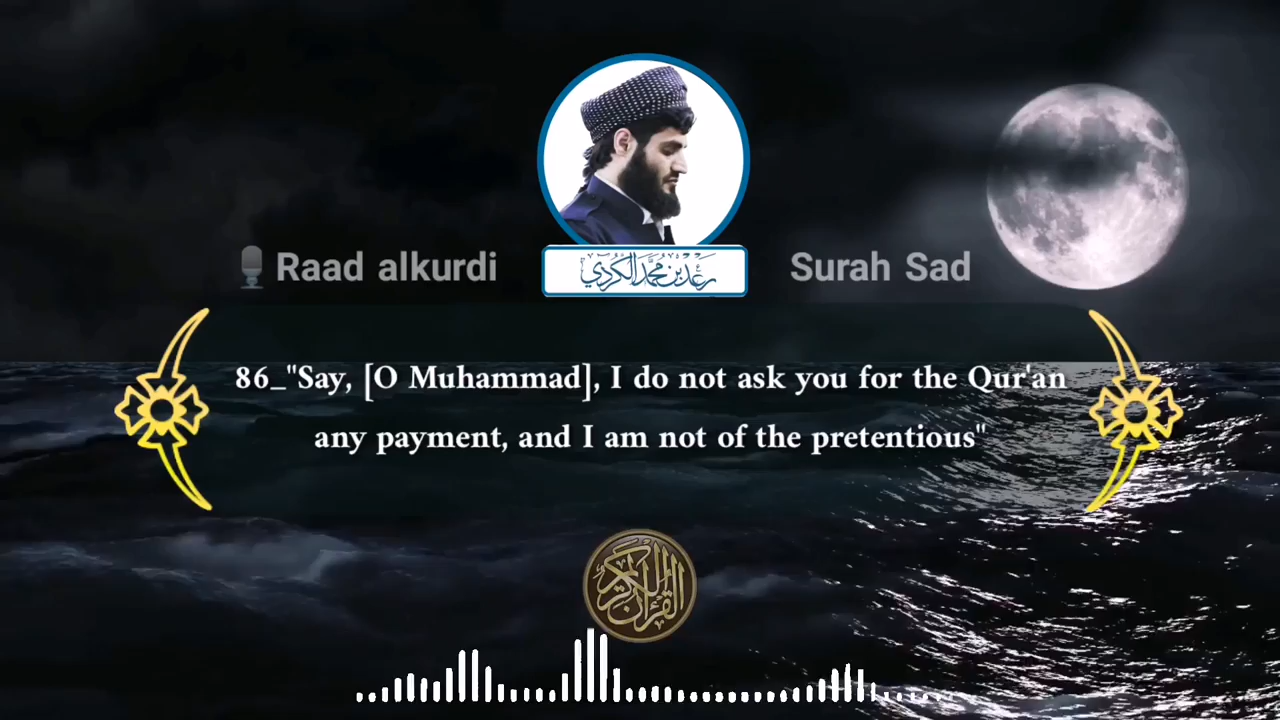 Raad alkurdi
رعد بن محمد الكردي
Surah Sad
86_"Say, [O Muhammad], I do not ask you for the Qur'an
any payment, and I am not of the pretentious"
القرآن الكريم